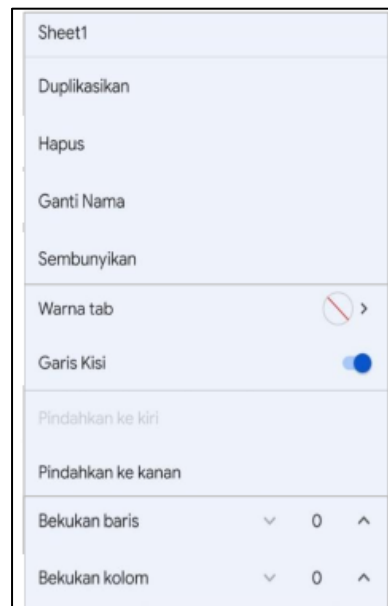 Sheet1
Duplikasikan
Hapus
Ganti Nama
Sembunyikan
Warna tab
Garis Kisi
Pindahkan ke kiri
Pindahkan ke kanan
Bekukan baris 0
Bekukan kolom 0